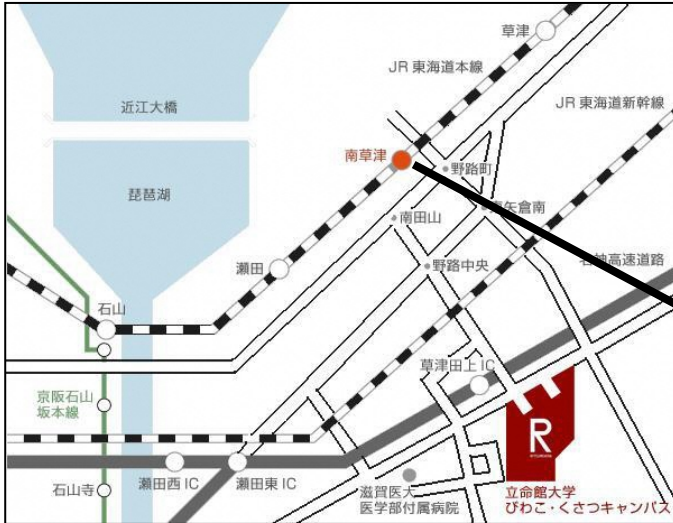 草津
JR 東海道本線
近江大橋
JR 東海道新幹線
南草津
野路町
琵琶湖
矢倉南
南田山
名神高速道路
瀬田
野路中央
石山
草津田上 IC
京阪石山
坂本線
R
石山寺
瀬田西 IC
瀬田東 IC
滋賀医大
医学部付属病院
立命館大学
びわこ・くさつキャンパス